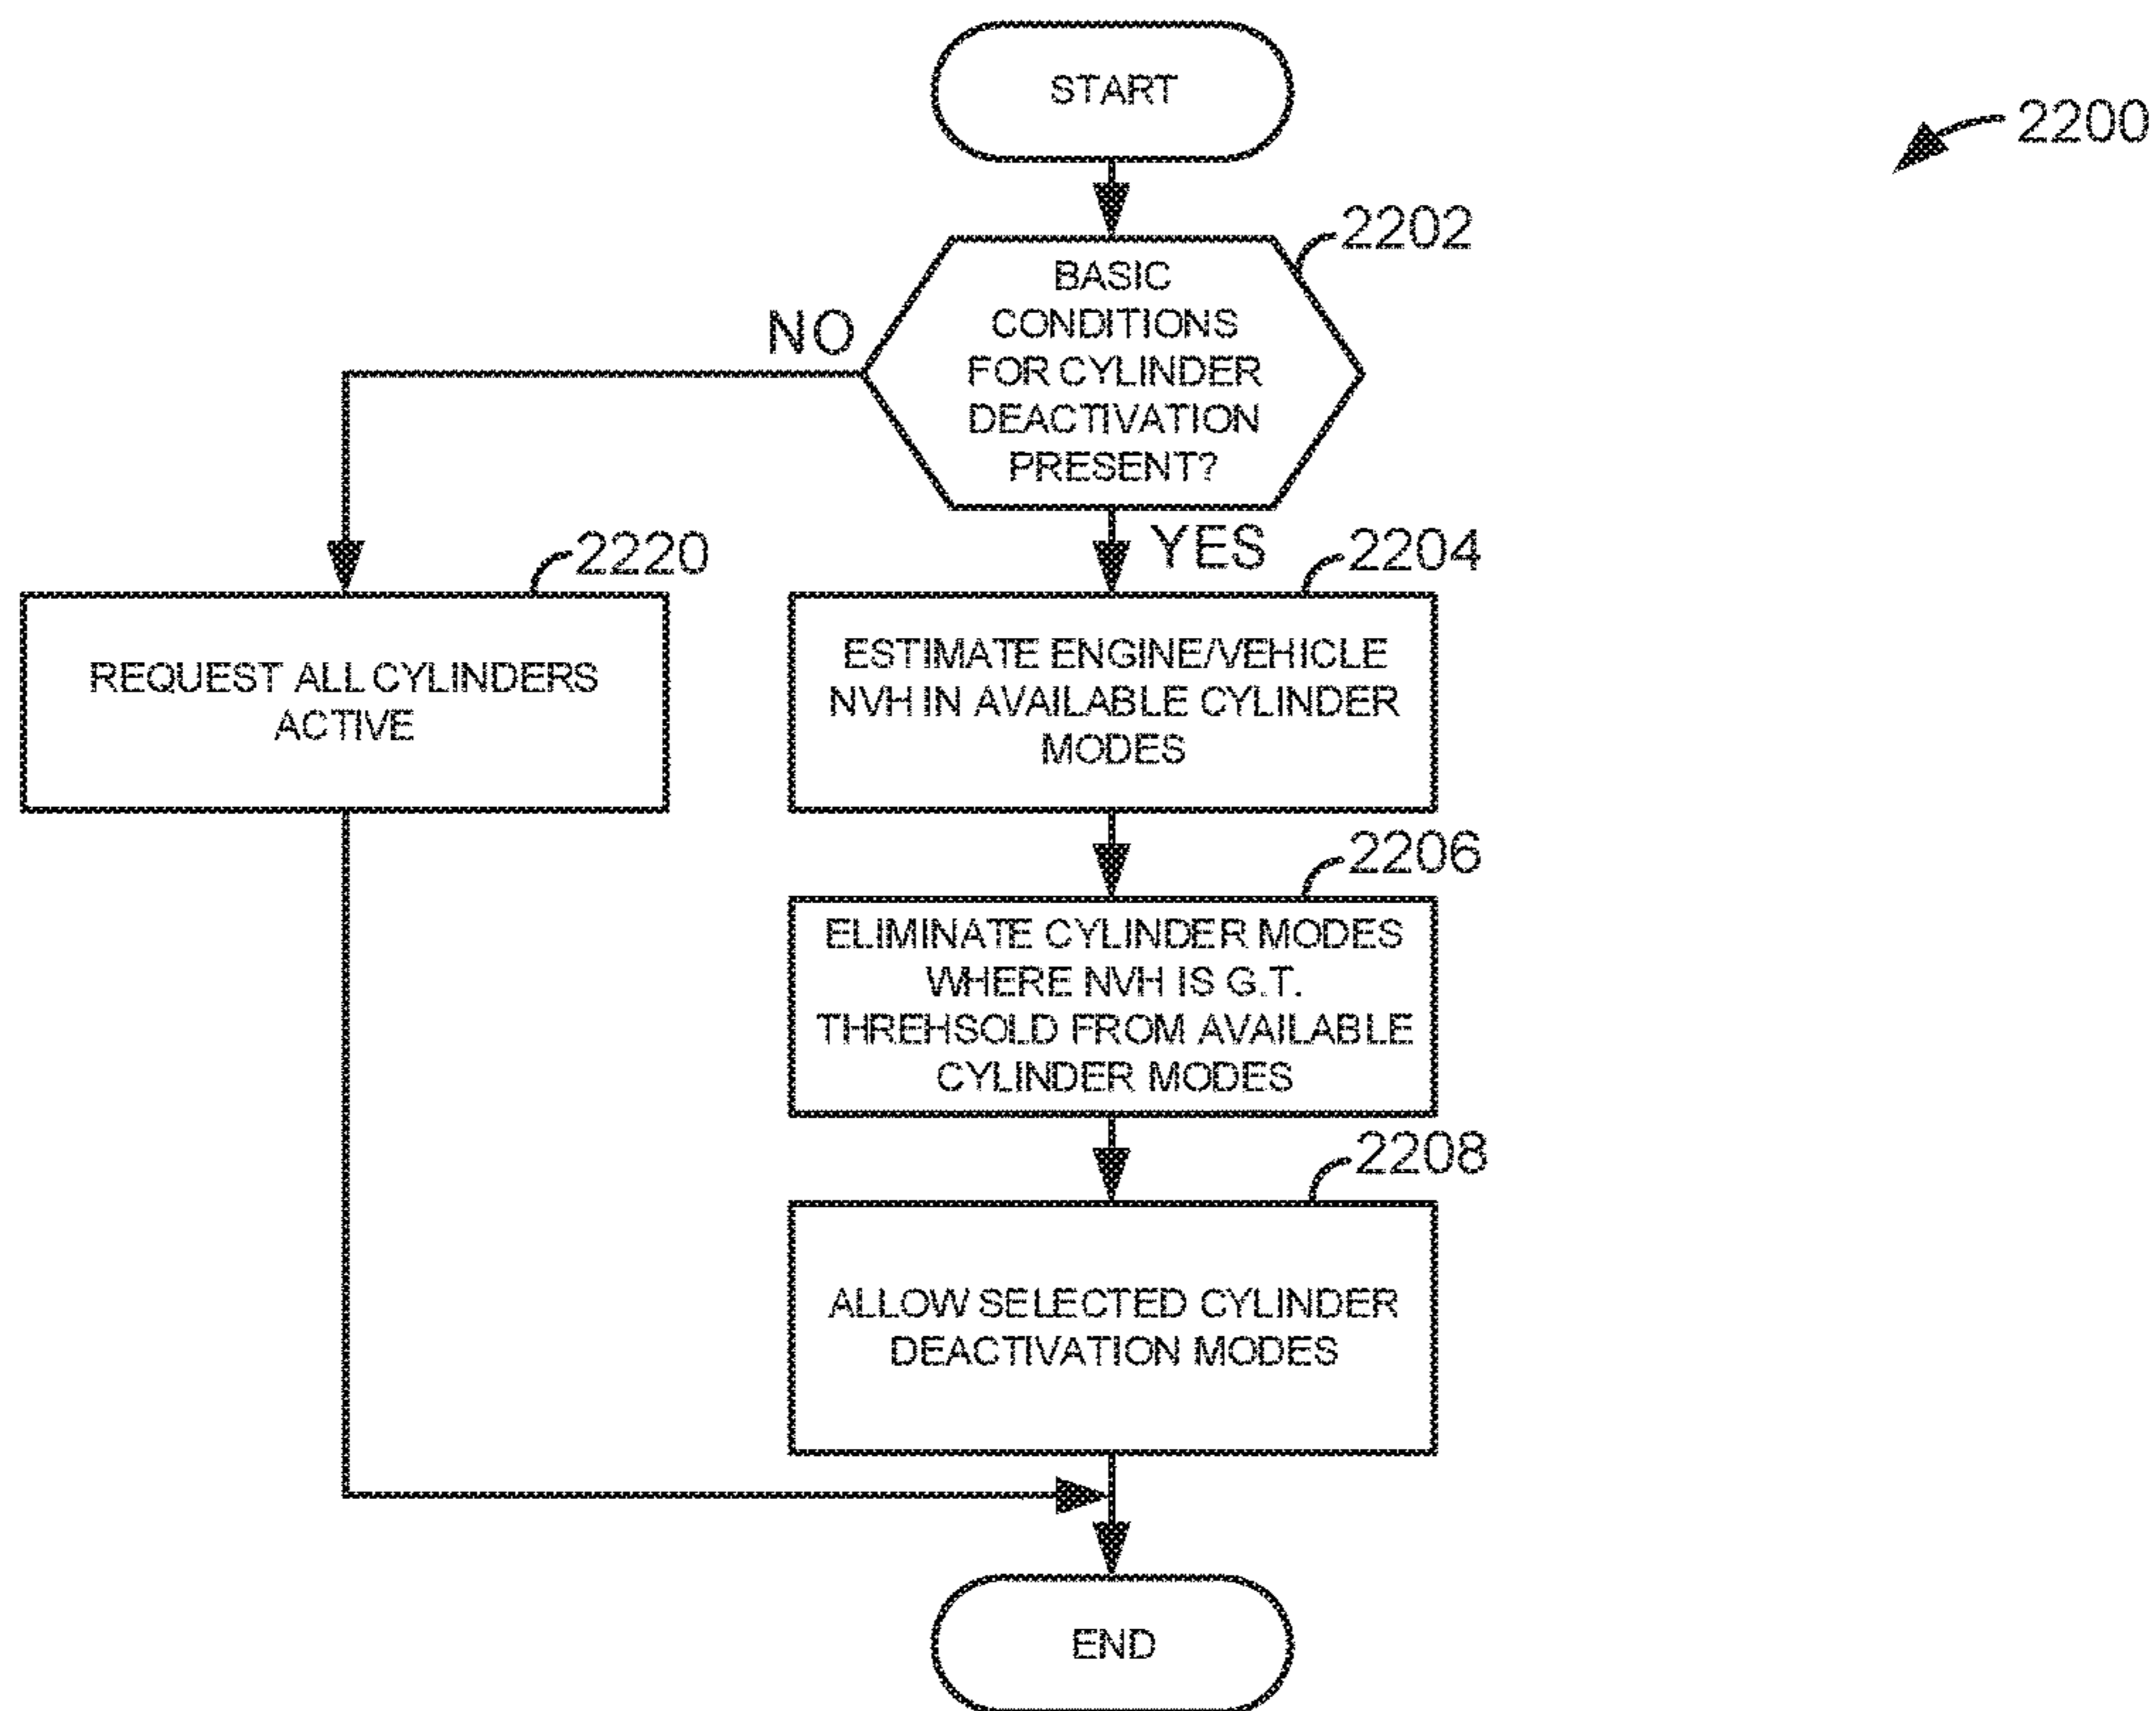 START
2200
2202
BASIC
CONDITIONS
FOR CYLINDER
DEACTIVATION
PRESENT?
NO
YES
2220
REQUEST ALL CYLINDERS
ACTIVE
2204
ESTIMATE ENGINE/VEHICLE
NVH IN AVAILABLE CYLINDER
MODES
2206
ELIMINATE CYLINDER MODES
WHERE NVH IS G.T.
THREHSOLD FROM AVAILABLE
CYLINDER MODES
2208
ALLOW SELECTED CYLINDER
DEACTIVATION MODES
END